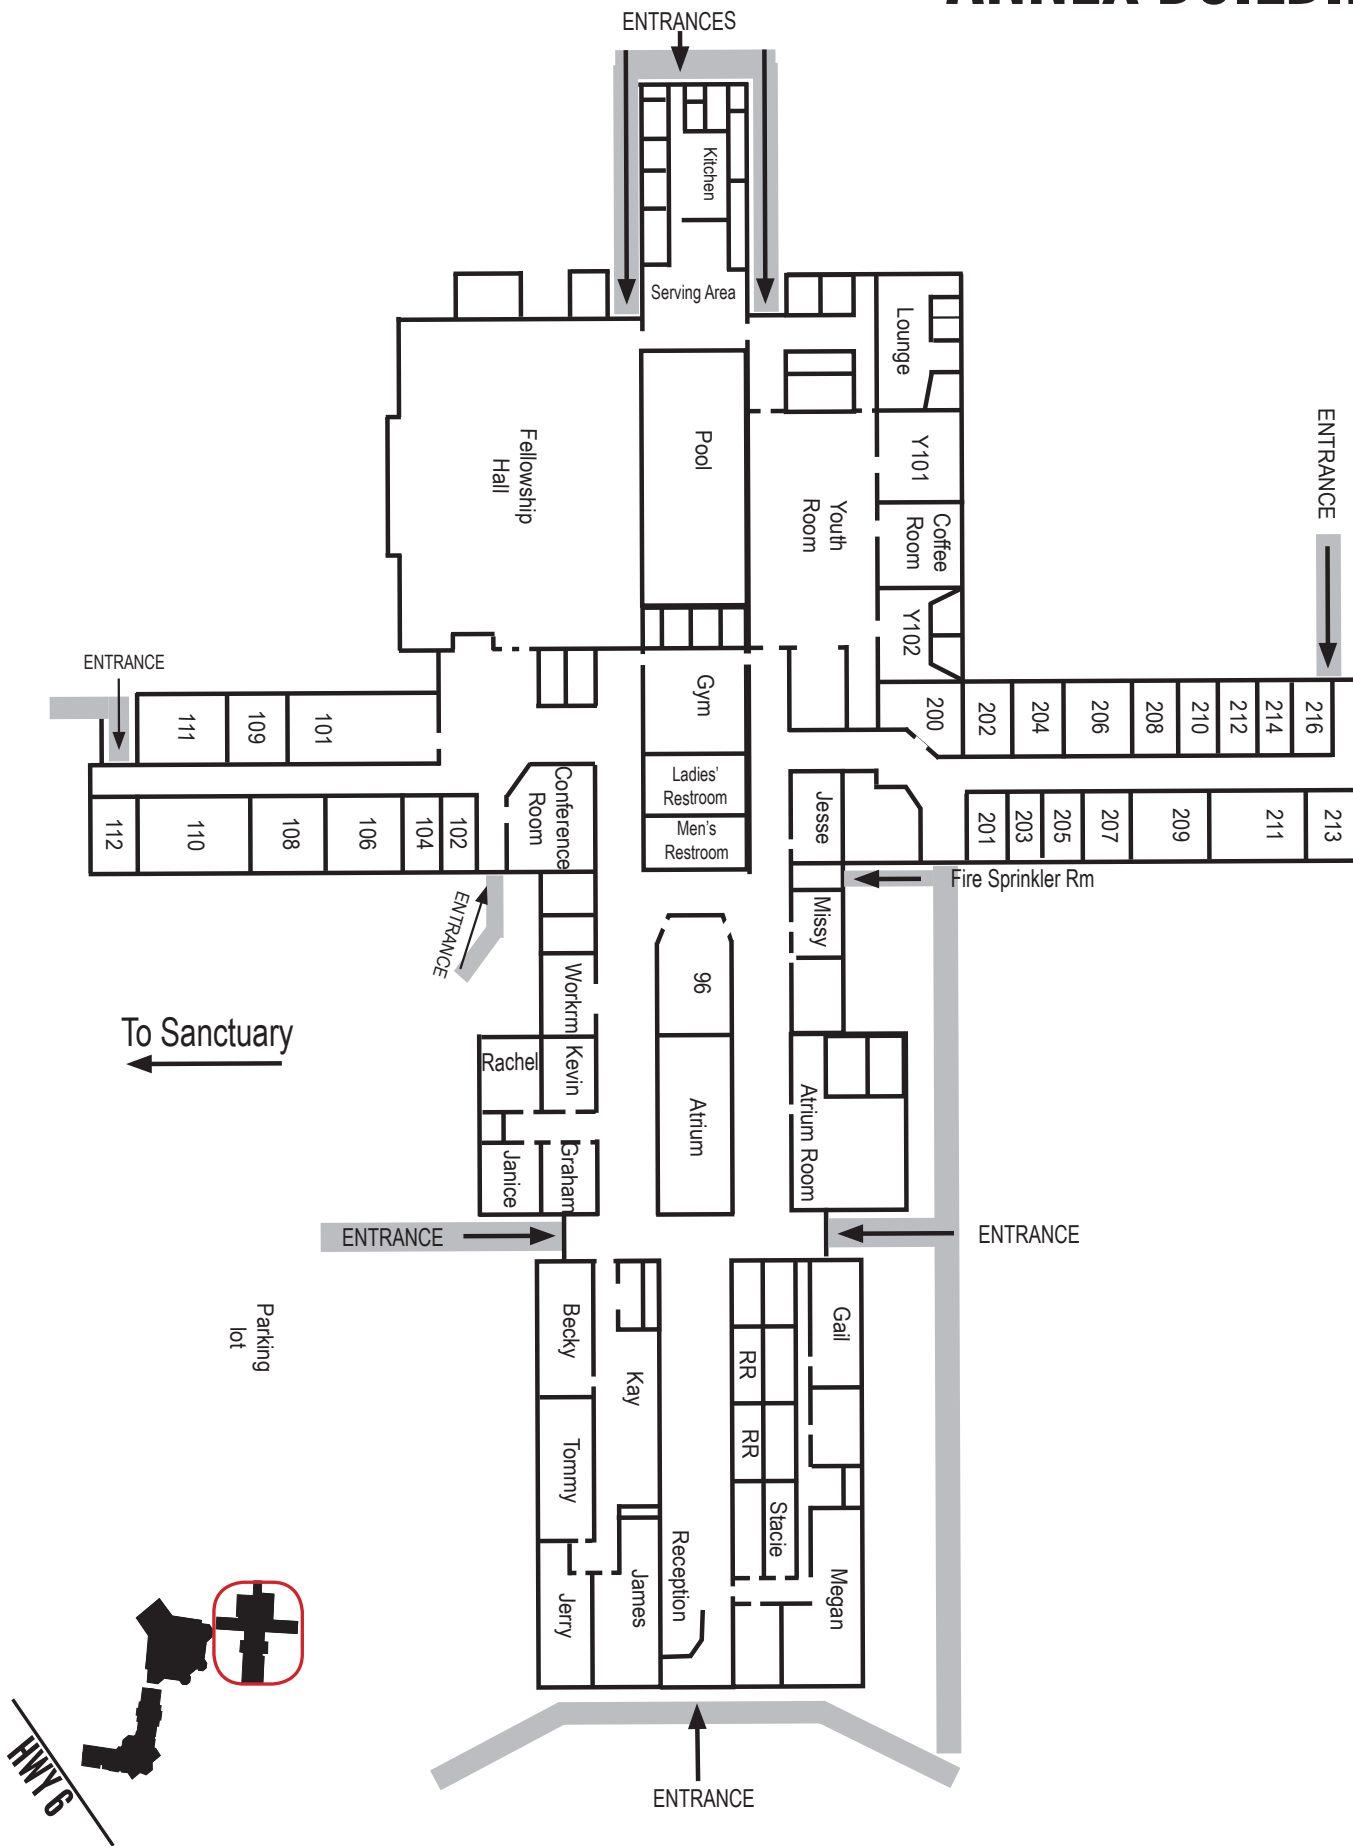 ENTRANCES
Kitchen
Serving Area
Lounge
ENTRANCE
Fellowship
Hall
Pool
Youth
Room
Y101
Coffee
Room
Y102
ENTRANCE
111
109
101
Gym
200
202
204
206
208
210
212
214
216
Ladies'
Restroom
Men's
Restroom
Conference
Room
Jesse
112
110
108
106
104
102
201
203
205
207
209
211
213
Fire Sprinkler Rm
ENTRANCE
Missy
96
Workrm
To Sanctuary
Rachel
Kevin
Atrium
Atrium Room
Janice
Graham
ENTRANCE
ENTRANCE
Parking
lot
Becky
Kay
RR
Gail
Tommy
RR
Stacie
Reception
Jerry
James
Megan
HWY 6
ENTRANCE